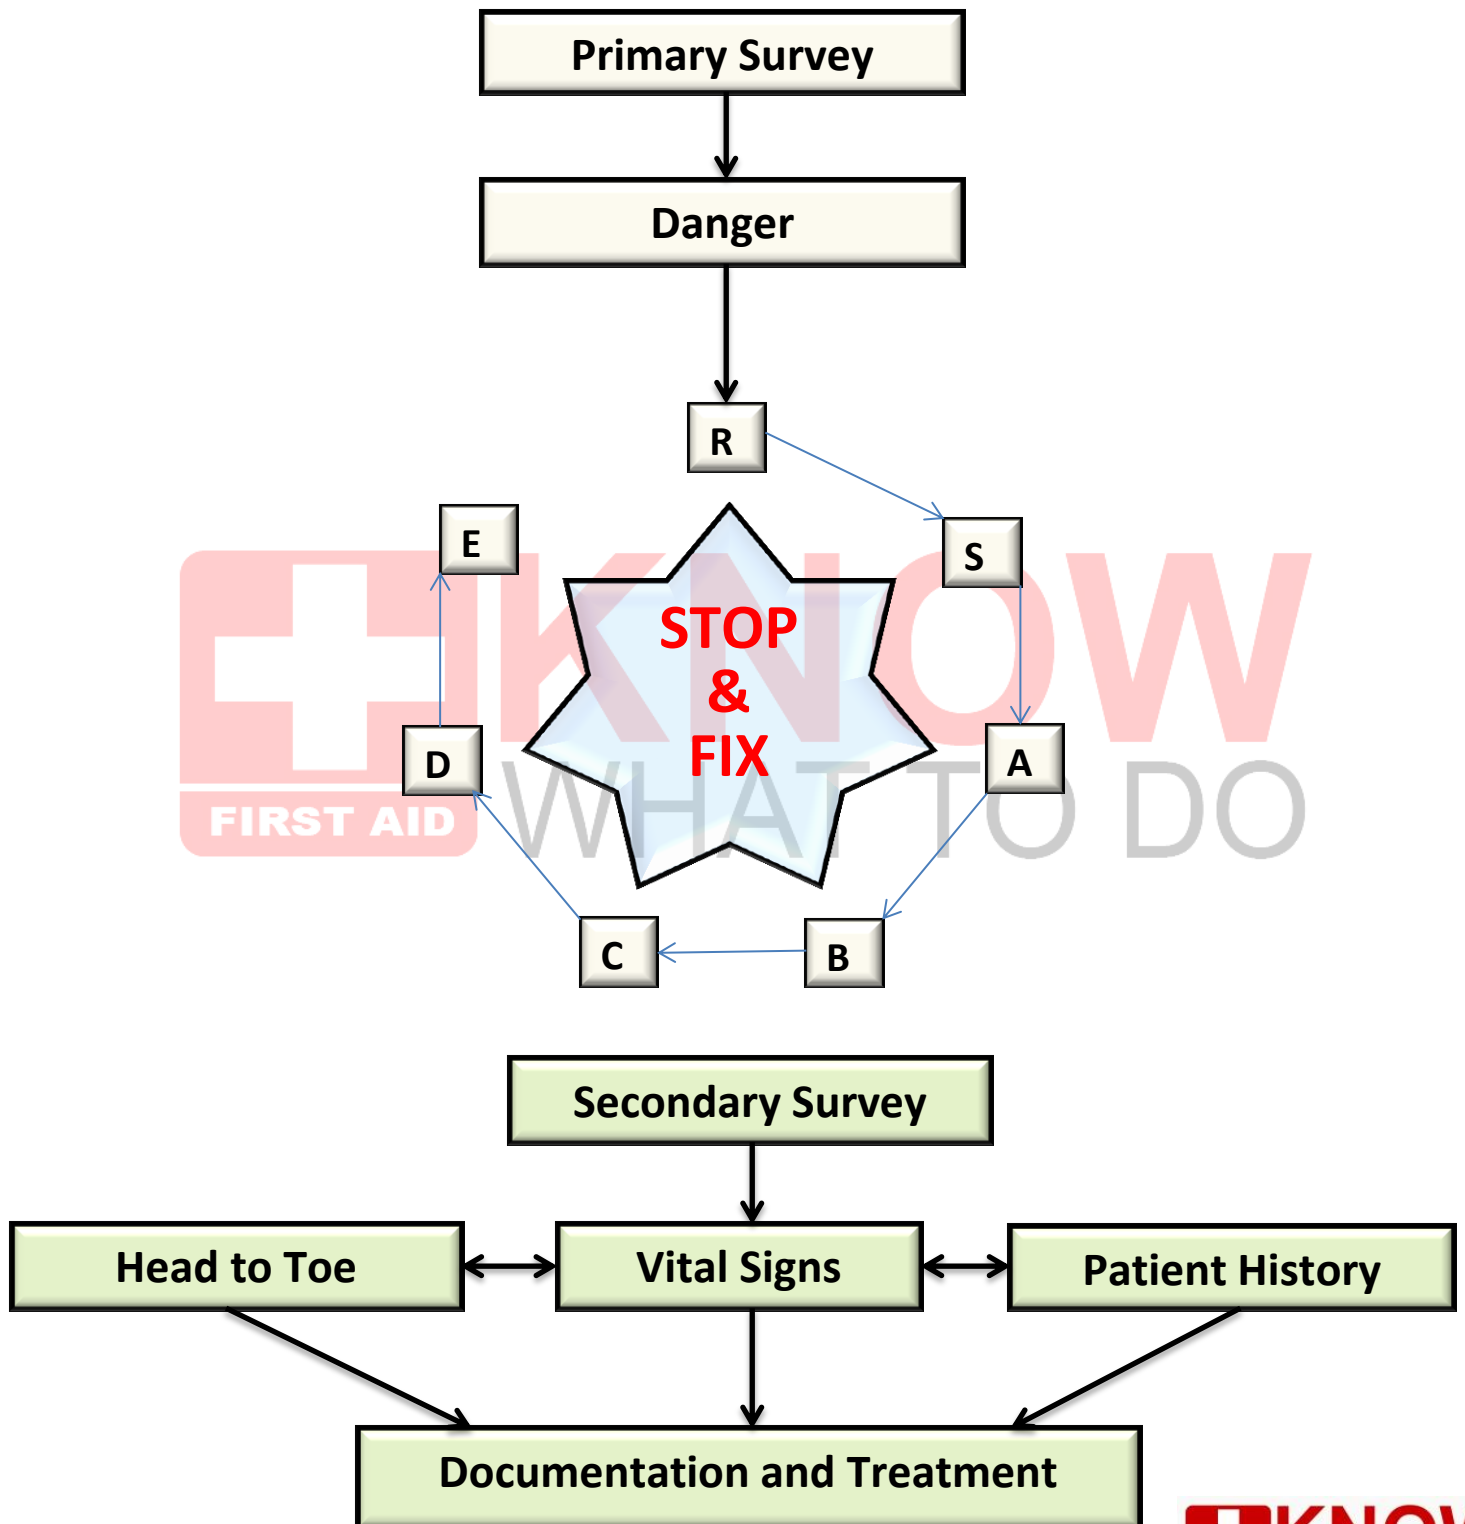 Primary Survey
Danger
R
S
E
STOP
&
FIX
KNOW
A
D
WHAT TO DO
FIRST AID
C
B
Secondary Survey
Head to Toe
Vital Signs
Patient History
Documentation and Treatment
KNOW